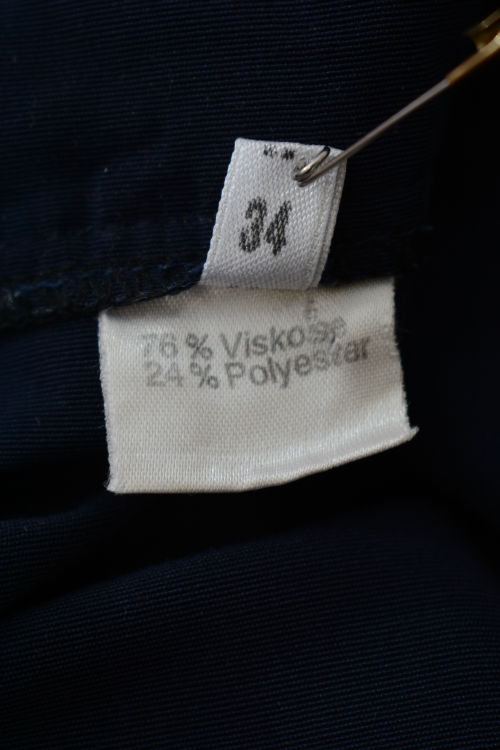 34
76 % Viskose
24 % Polyester